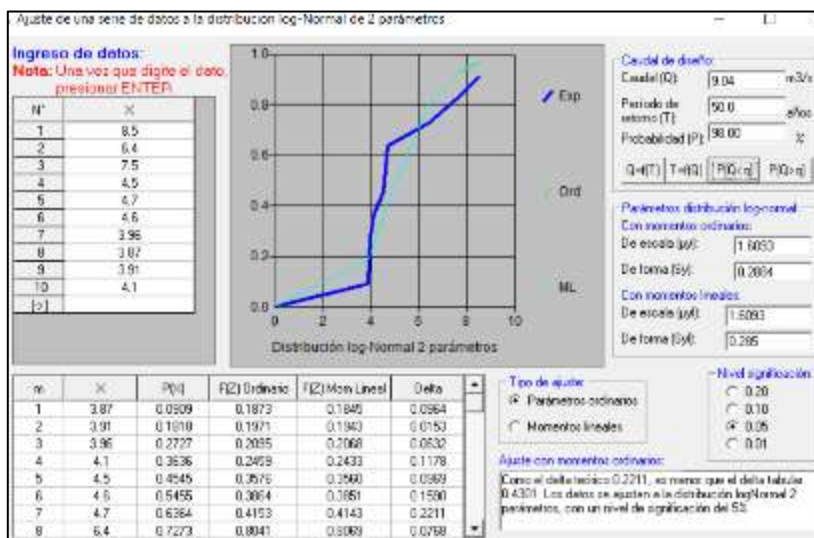 Ajuste de una serie de datos a la distribución log-Normal de 2 parámetros
Ingreso de datos:
Nota: Una vez que digite el dato,
presionar ENTER
N° X
1 8.5
2 6.4
3 7.5
4 4.5
5 4.7
6 4.6
7 3.96
8 3.87
9 3.91
10 4.1
1.0
0.8
0.6
0.4
0.2
0.0
0 2 4 6 8 10
Exp
Ord
ML
Distribución log-Normal 2 parámetros
Caudal de diseño:
Caudal (Q): 9.04 m3/s
Periodo de
retorno (T): 50.0 años
Probabilidad (P): 98.00 %
Q=f(T) T=f(Q) P(Q<q) P(Q>q)
Parámetros distribución log-normal
Con momentos ordinarios:
De escala (µy): 1.6093
De forma (Sy): 0.2884
Con momentos lineales:
De escala (µyl): 1.6093
De forma (Syl): 0.285
m X P(X) F(Z) Ordinario F(Z) Mom Lineal Delta
1 3.87 0.0909 0.1873 0.1845 0.0964
2 3.91 0.1818 0.1971 0.1943 0.0153
3 3.96 0.2727 0.2095 0.2068 0.0632
4 4.1 0.3636 0.2459 0.2433 0.1178
5 4.5 0.4545 0.3576 0.3560 0.0969
6 4.6 0.5455 0.3864 0.3851 0.1590
7 4.7 0.6364 0.4153 0.4143 0.2211
8 6.4 0.7273 0.8041 0.8069 0.0768
Tipo de ajuste:
Parámetros ordinarios
Momentos lineales
Nivel significación:
0.20
0.10
0.05
0.01
Ajuste con momentos ordinarios:
Como el delta teórico 0.2211, es menor que el delta tabular
0.4301. Los datos se ajustan a la distribución logNormal 2
parámetros, con un nivel de significación del 5%